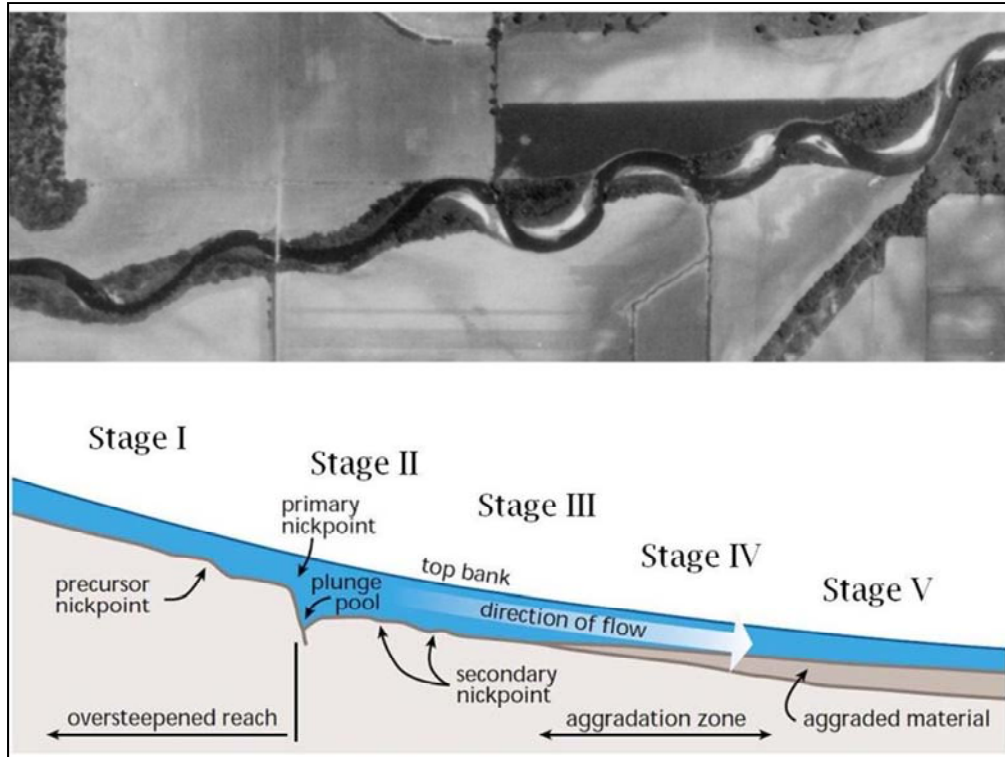 Stage I
Stage II
Stage III
Stage IV
Stage V
primary
nickpoint
precursor
nickpoint
plunge
pool
top bank
direction of flow
secondary
nickpoint
oversteepened reach
aggradation zone
aggraded material